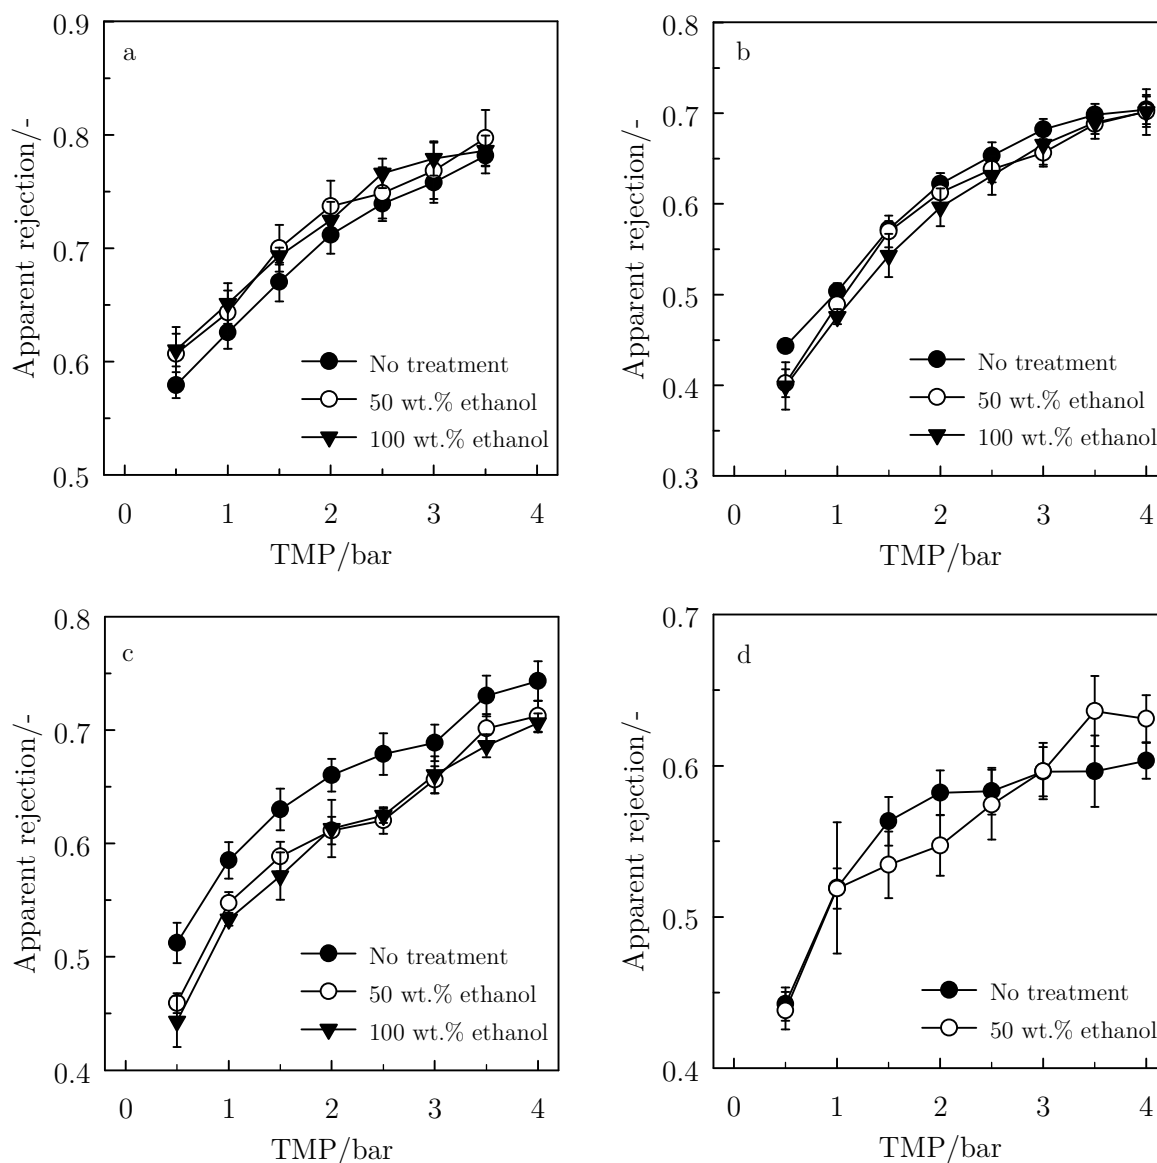 a
0.9
0.8
0.7
0.6
0.5
Apparent rejection/-
No treatment
50 wt.% ethanol
100 wt.% ethanol
0 1 2 3 4
TMP/bar
b
0.8
0.7
0.6
0.5
0.4
0.3
Apparent rejection/-
No treatment
50 wt.% ethanol
100 wt.% ethanol
0 1 2 3 4
TMP/bar
c
0.8
0.7
0.6
0.5
0.4
Apparent rejection/-
No treatment
50 wt.% ethanol
100 wt.% ethanol
0 1 2 3 4
TMP/bar
d
0.7
0.6
0.5
0.4
Apparent rejection/-
No treatment
50 wt.% ethanol
0 1 2 3 4
TMP/bar